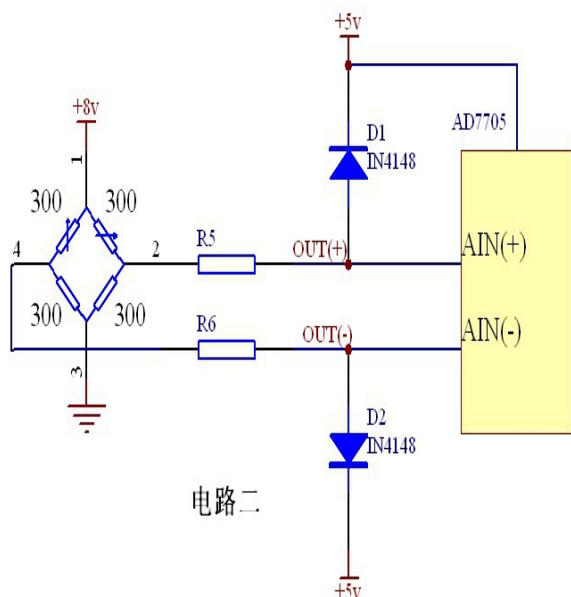 +5v
+8v
D1
IN4148
AD7705
1
300
300
4
2
R5
OUT(+)
AIN(+)
300
300
R6
OUT(-)
AIN(-)
3
D2
IN4148
电路二
+5v